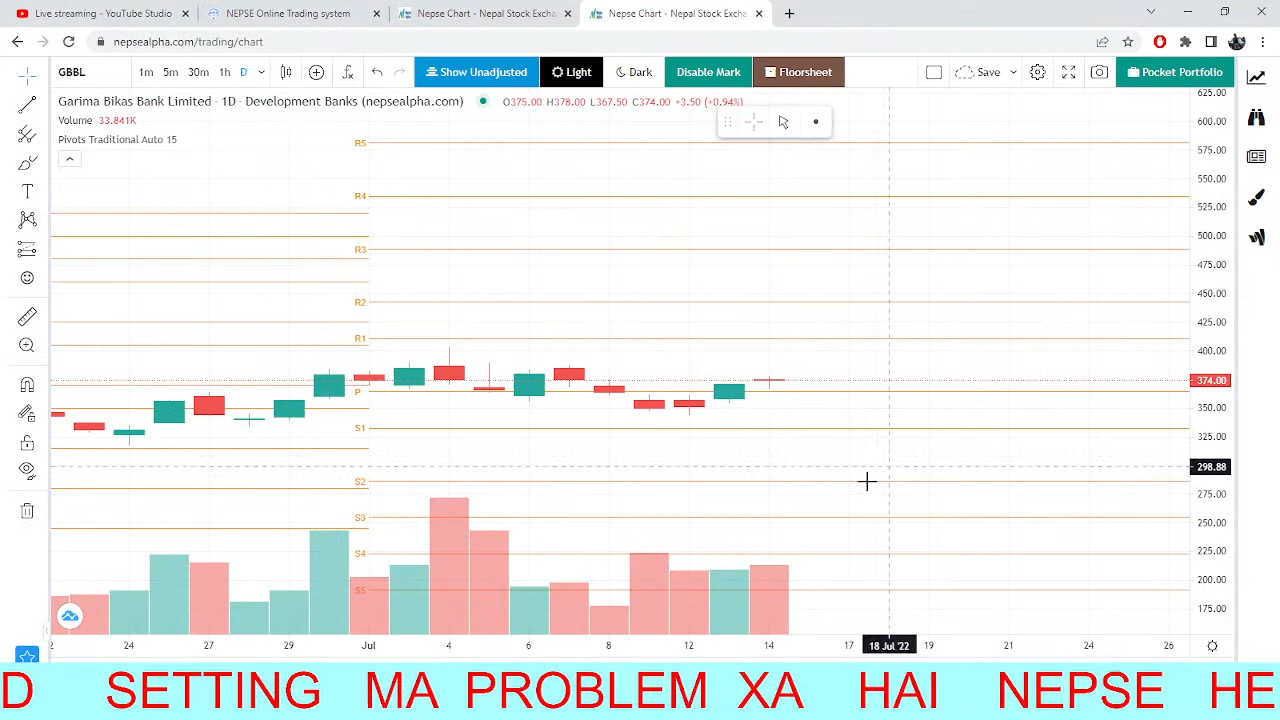 Live streaming - YouTube Studio
NEPSE Online Trading system
Nepse Chart - Nepal Stock Excha
Nepse Chart - Nepal Stock Excha
nepsealpha.com/trading/chart
GBBL
1m 5m 30m 1h D
Show Unadjusted
Light
Dark
Disable Mark
Floorsheet
Save
Pocket Portfolio
Garima Bikas Bank Limited · 1D · Development Banks (nepsealpha.com)
O375.00 H378.00 L367.50 C374.00 +3.50 (+0.94%)
Volume 33.841K
Pivots Traditional Auto 15
R5
R4
R3
R2
R1
P
S1
S2
S3
S4
S5
625.00
600.00
575.00
550.00
525.00
500.00
475.00
450.00
425.00
400.00
374.00
350.00
325.00
298.88
275.00
250.00
225.00
200.00
175.00
2 24 27 29 Jul 4 6 8 12 14 17 18 Jul '22 19 21 24 26
D SETTING MA PROBLEM XA HAI NEPSE HE